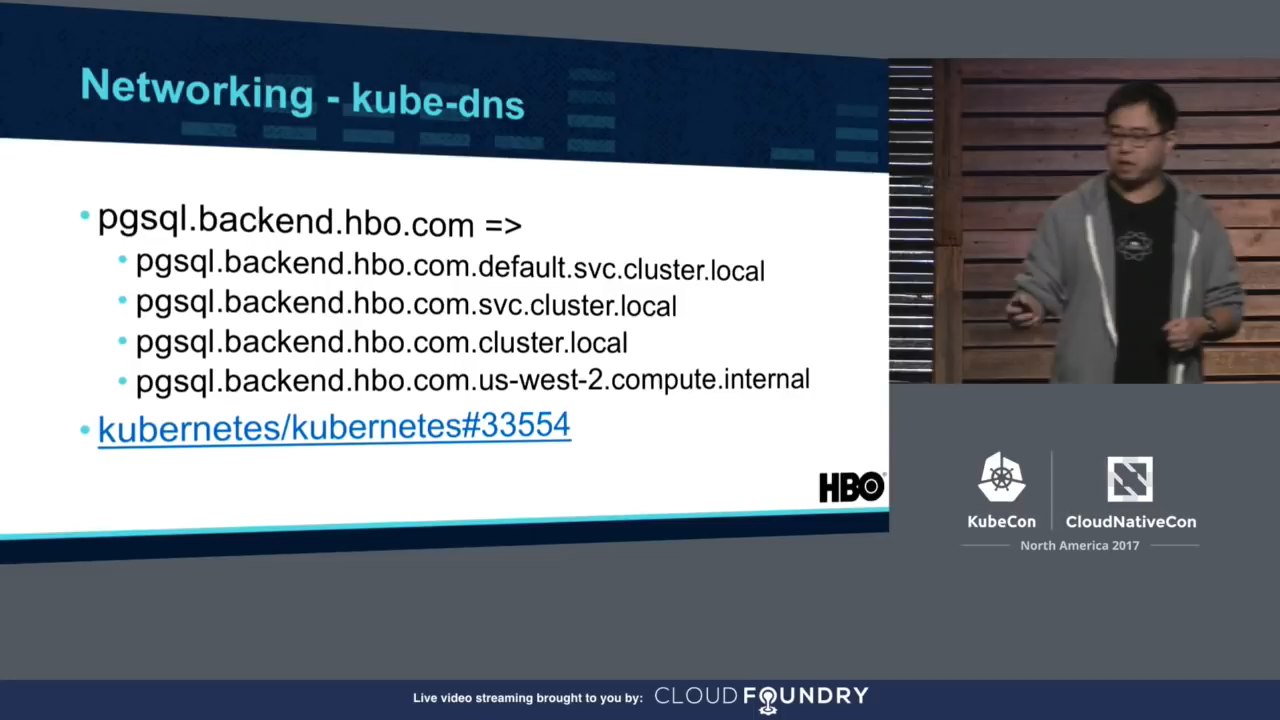 Networking - kube-dns
pgsql.backend.hbo.com =>
pgsql.backend.hbo.com.default.svc.cluster.local
pgsql.backend.hbo.com.svc.cluster.local
pgsql.backend.hbo.com.cluster.local
pgsql.backend.hbo.com.us-west-2.compute.internal
kubernetes/kubernetes#33554
HBO
KubeCon
CloudNativeCon
North America 2017
Live video streaming brought to you by: CLOUD FOUNDRY